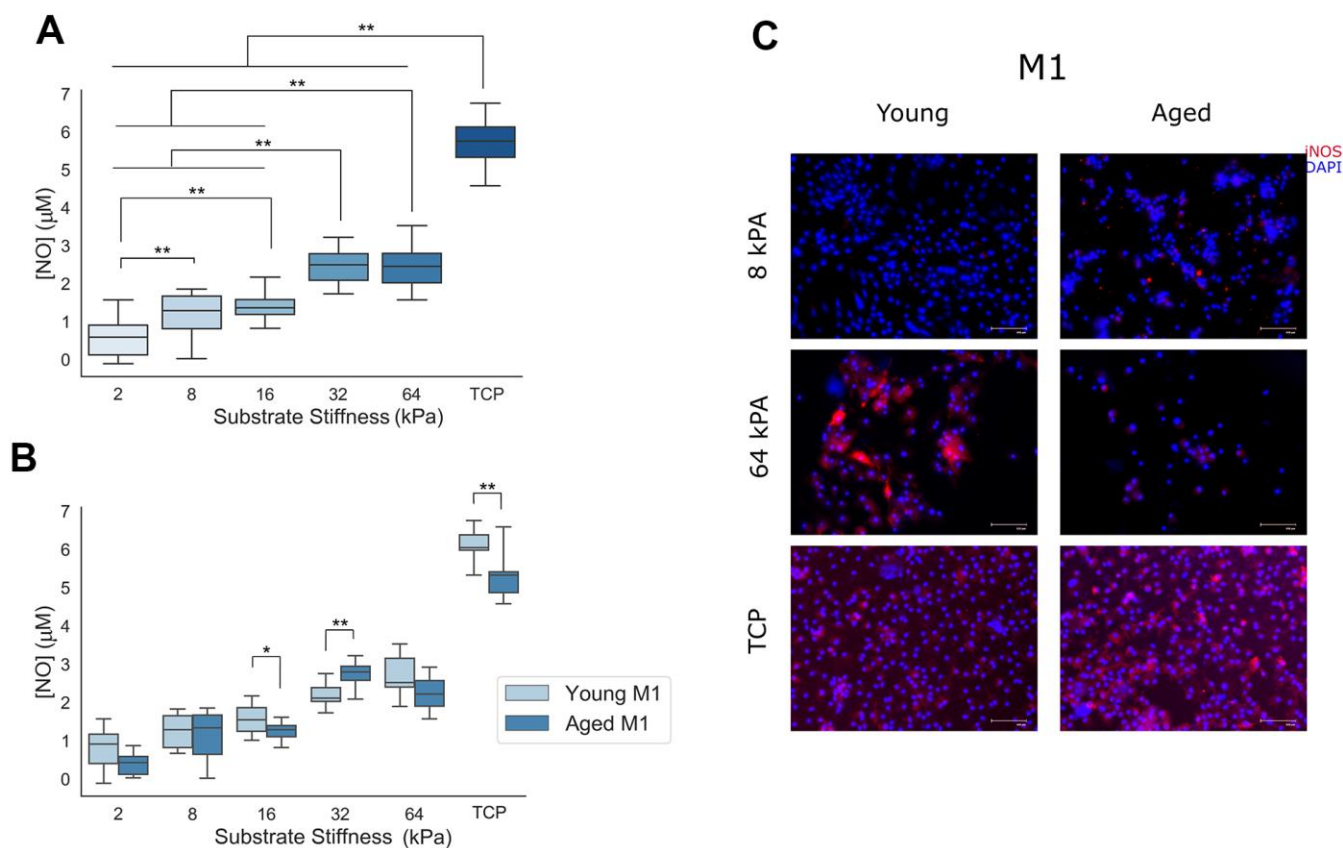 A
**
**
**
**
**
7
6
5
4
3
2
1
0
[NO] (μM)
2 8 16 32 64 TCP
Substrate Stiffness (kPa)
B
**
**
*
7
6
5
4
3
2
1
0
[NO] (μM)
Young M1
Aged M1
2 8 16 32 64 TCP
Substrate Stiffness (kPa)
C
M1
Young Aged
iNOS
DAPI
8 kPA
64 kPA
TCP